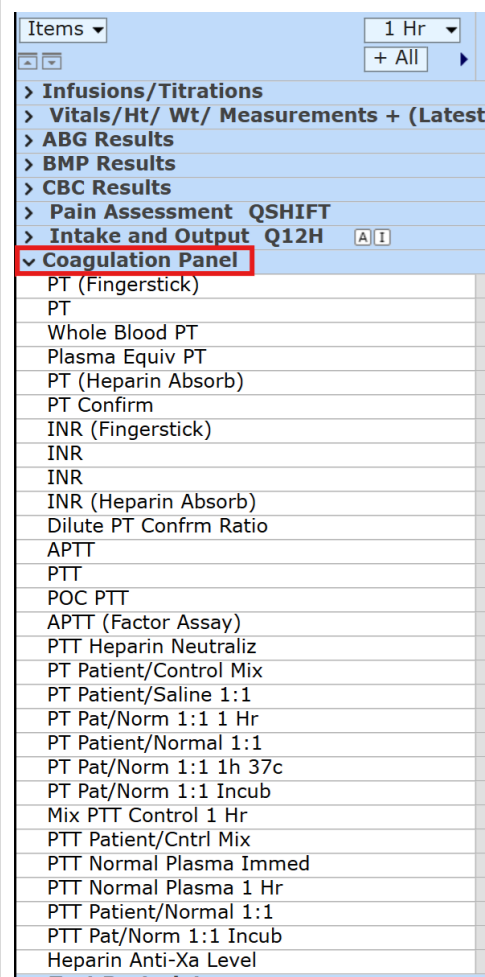 Items
1 Hr
+ All
Infusions/Titrations
Vitals/Ht/ Wt/ Measurements + (Latest
ABG Results
BMP Results
CBC Results
Pain Assessment QSHIFT
Intake and Output Q12H A I
Coagulation Panel
PT (Fingerstick)
PT
Whole Blood PT
Plasma Equiv PT
PT (Heparin Absorb)
PT Confirm
INR (Fingerstick)
INR
INR
INR (Heparin Absorb)
Dilute PT Confrm Ratio
APTT
PTT
POC PTT
APTT (Factor Assay)
PTT Heparin Neutraliz
PT Patient/Control Mix
PT Patient/Saline 1:1
PT Pat/Norm 1:1 1 Hr
PT Patient/Normal 1:1
PT Pat/Norm 1:1 1h 37c
PT Pat/Norm 1:1 Incub
Mix PTT Control 1 Hr
PTT Patient/Cntrl Mix
PTT Normal Plasma Immed
PTT Normal Plasma 1 Hr
PTT Patient/Normal 1:1
PTT Pat/Norm 1:1 Incub
Heparin Anti-Xa Level